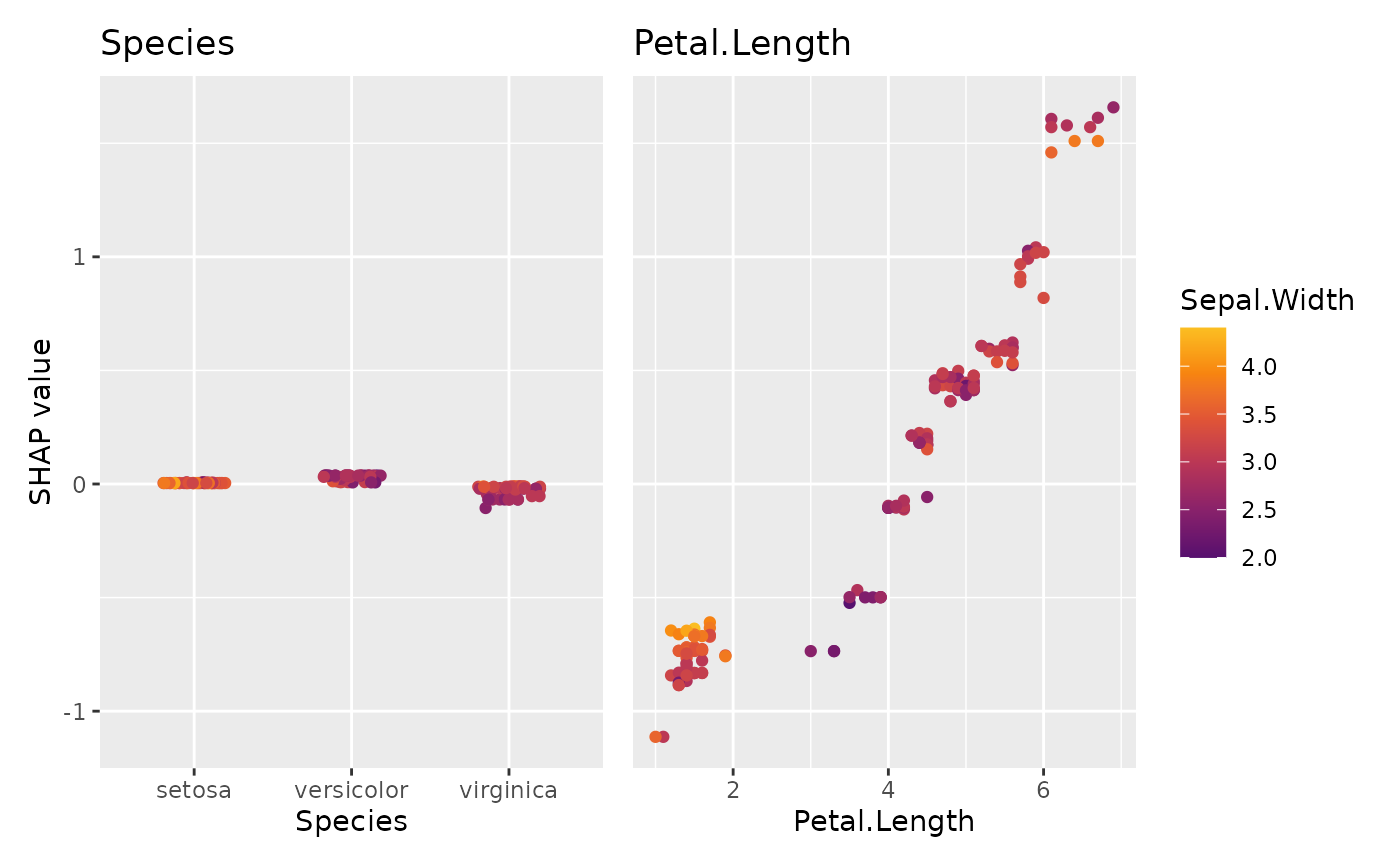 Species
Petal.Length
SHAP value
1
0
-1
setosa
versicolor
virginica
Species
2
4
6
Petal.Length
Sepal.Width
4.0
3.5
3.0
2.5
2.0